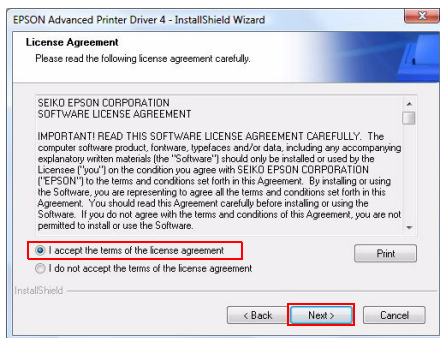 EPSON Advanced Printer Driver 4 - InstallShield Wizard
License Agreement
Please read the following license agreement carefully.
SEIKO EPSON CORPORATION
SOFTWARE LICENSE AGREEMENT
IMPORTANT! READ THIS SOFTWARE LICENSE AGREEMENT CAREFULLY. The
computer software product, fontware, typefaces and/or data, including any accompanying
explanatory written materials (the "Software") should only be installed or used by the
Licensee ("you") on the condition you agree with SEIKO EPSON CORPORATION
("EPSON") to the terms and conditions set forth in this Agreement. By installing or using
the Software, you are representing to agree all the terms and conditions set forth in this
Agreement. You should read this Agreement carefully before installing or using the
Software. If you do not agree with the terms and conditions of this Agreement, you are not
permitted to install or use the Software.
I accept the terms of the license agreement
Print
I do not accept the terms of the license agreement
InstallShield
< Back
Next >
Cancel